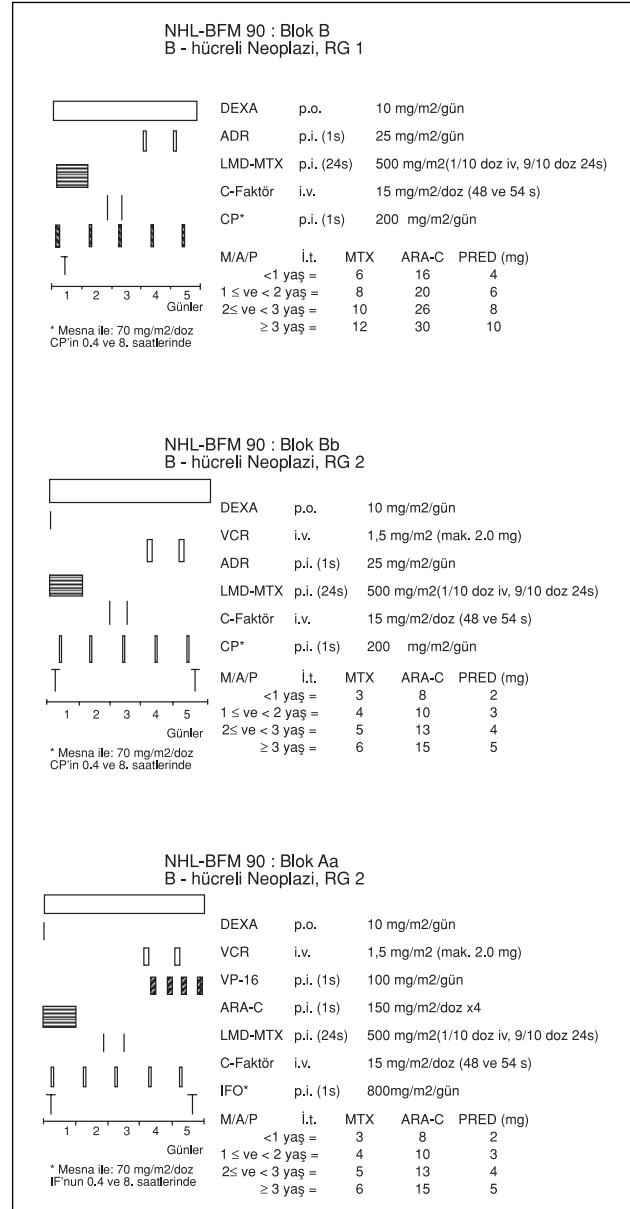 NHL-BFM 90 : Blok B
B - hücreli Neoplazi, RG 1
DEXA p.o. 10 mg/m2/gün
ADR p.i. (1s) 25 mg/m2/gün
LMD-MTX p.i. (24s) 500 mg/m2(1/10 doz iv, 9/10 doz 24s)
C-Faktör i.v. 15 mg/m2/doz (48 ve 54 s)
CP* p.i. (1s) 200 mg/m2/gün
M/A/P İ.t. MTX ARA-C PRED (mg)
<1 yaş = 6 16 4
1 ≤ ve < 2 yaş = 8 20 6
2≤ ve < 3 yaş = 10 26 8
≥ 3 yaş = 12 30 10
1 2 3 4 5
Günler
* Mesna ile: 70 mg/m2/doz
CP'in 0.4 ve 8. saatlerinde
NHL-BFM 90 : Blok Bb
B - hücreli Neoplazi, RG 2
DEXA p.o. 10 mg/m2/gün
VCR i.v. 1,5 mg/m2 (mak. 2.0 mg)
ADR p.i. (1s) 25 mg/m2/gün
LMD-MTX p.i. (24s) 500 mg/m2(1/10 doz iv, 9/10 doz 24s)
C-Faktör i.v. 15 mg/m2/doz (48 ve 54 s)
CP* p.i. (1s) 200 mg/m2/gün
M/A/P İ.t. MTX ARA-C PRED (mg)
<1 yaş = 3 8 2
1 ≤ ve < 2 yaş = 4 10 3
2≤ ve < 3 yaş = 5 13 4
≥ 3 yaş = 6 15 5
1 2 3 4 5
Günler
* Mesna ile: 70 mg/m2/doz
CP'in 0.4 ve 8. saatlerinde
NHL-BFM 90 : Blok Aa
B - hücreli Neoplazi, RG 2
DEXA p.o. 10 mg/m2/gün
VCR i.v. 1,5 mg/m2 (mak. 2.0 mg)
VP-16 p.i. (1s) 100 mg/m2/gün
ARA-C p.i. (1s) 150 mg/m2/doz x4
LMD-MTX p.i. (24s) 500 mg/m2(1/10 doz iv, 9/10 doz 24s)
C-Faktör i.v. 15 mg/m2/doz (48 ve 54 s)
IFO* p.i. (1s) 800mg/m2/gün
M/A/P İ.t. MTX ARA-C PRED (mg)
<1 yaş = 3 8 2
1 ≤ ve < 2 yaş = 4 10 3
2≤ ve < 3 yaş = 5 13 4
≥ 3 yaş = 6 15 5
1 2 3 4 5
Günler
* Mesna ile: 70 mg/m2/doz
IF'nun 0.4 ve 8. saatlerinde